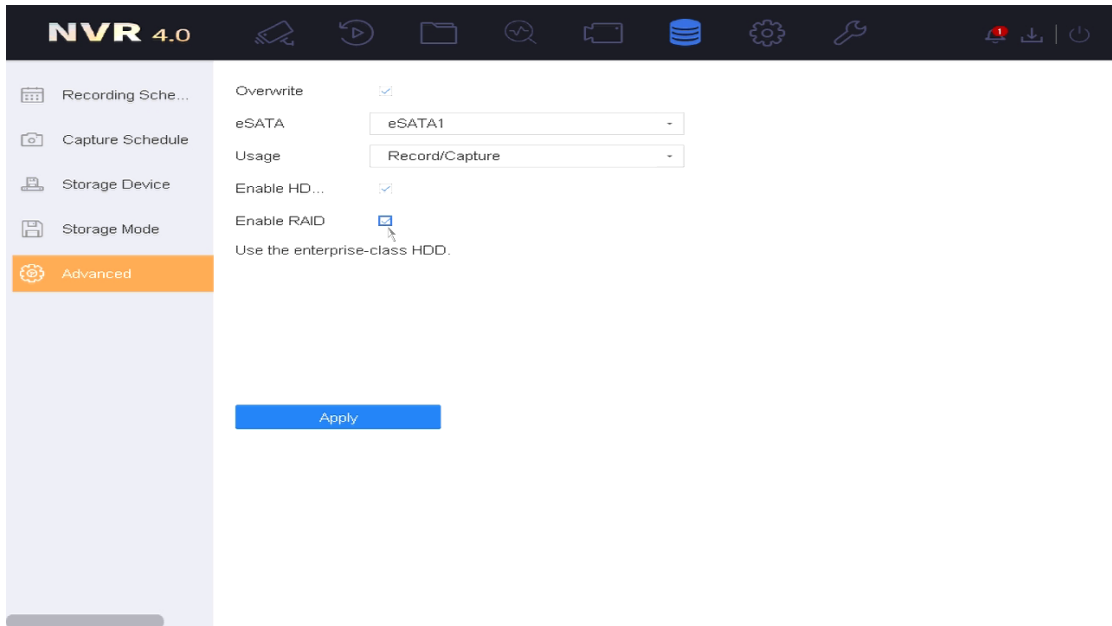 NVR 4.0
1
Recording Sche...
Capture Schedule
Storage Device
Storage Mode
Advanced
Overwrite
eSATA eSATA1
Usage Record/Capture
Enable HD...
Enable RAID
Use the enterprise-class HDD.
Apply